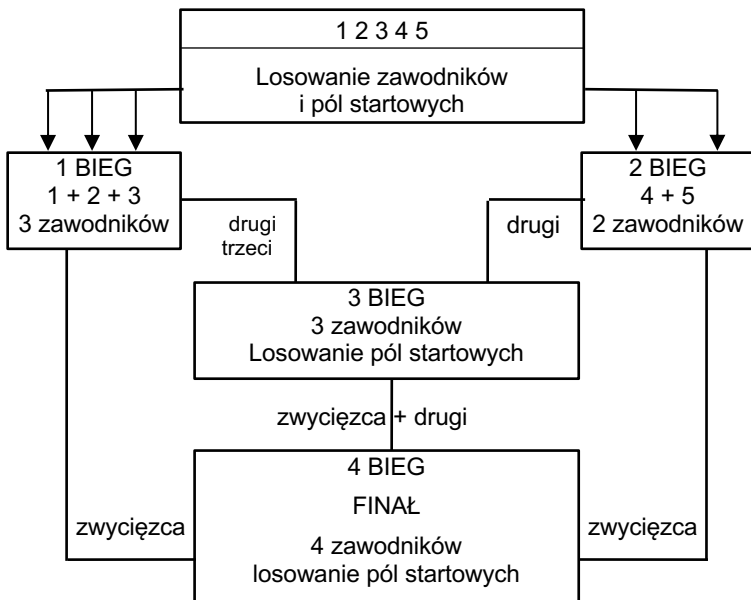 1 2 3 4 5
Losowanie zawodników
i pól startowych
1 BIEG
1 + 2 + 3
3 zawodników
2 BIEG
4 + 5
2 zawodników
drugi
trzeci
drugi
3 BIEG
3 zawodników
Losowanie pól startowych
zwycięzca + drugi
4 BIEG
FINAŁ
4 zawodników
losowanie pól startowych
zwycięzca
zwycięzca